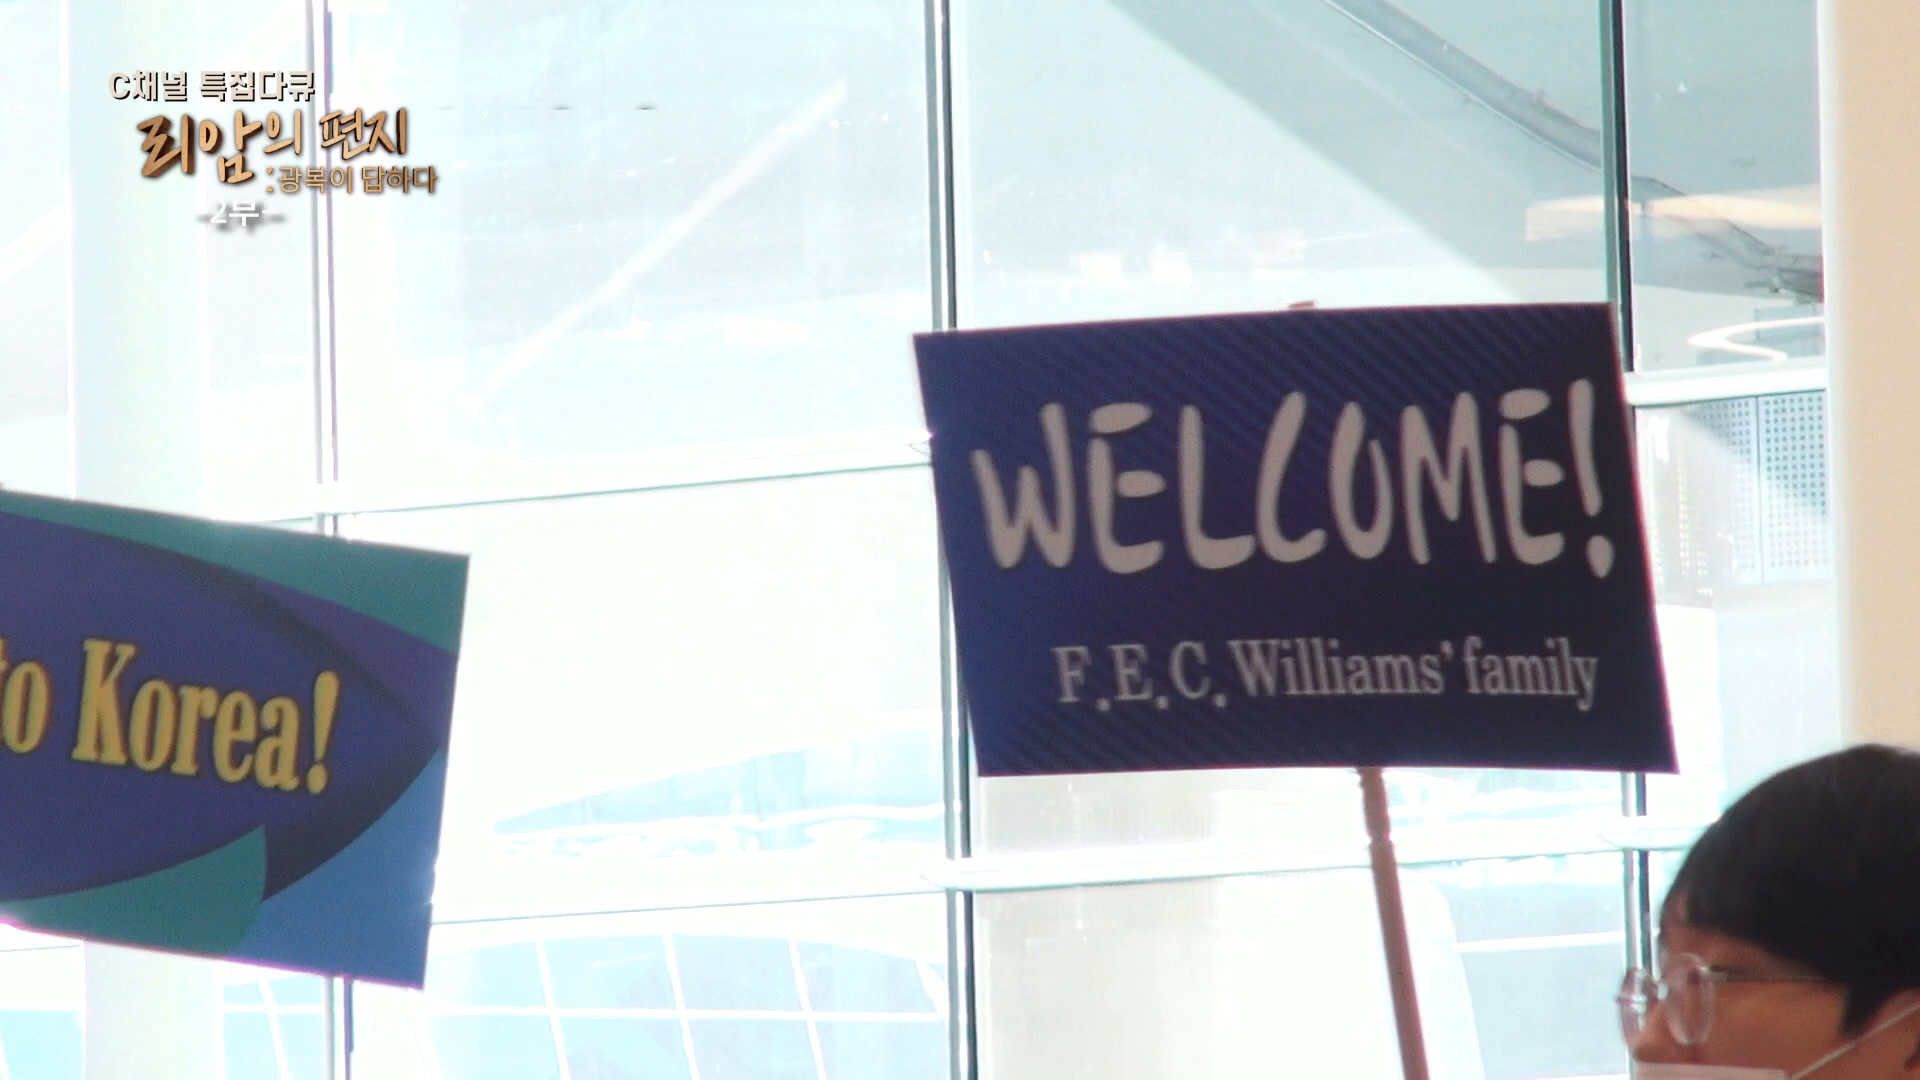 C채널 특집다큐
리암의 편지
:광복이 답하다
-2부-
WELCOME!
F.E.C. Williams' family
to Korea!